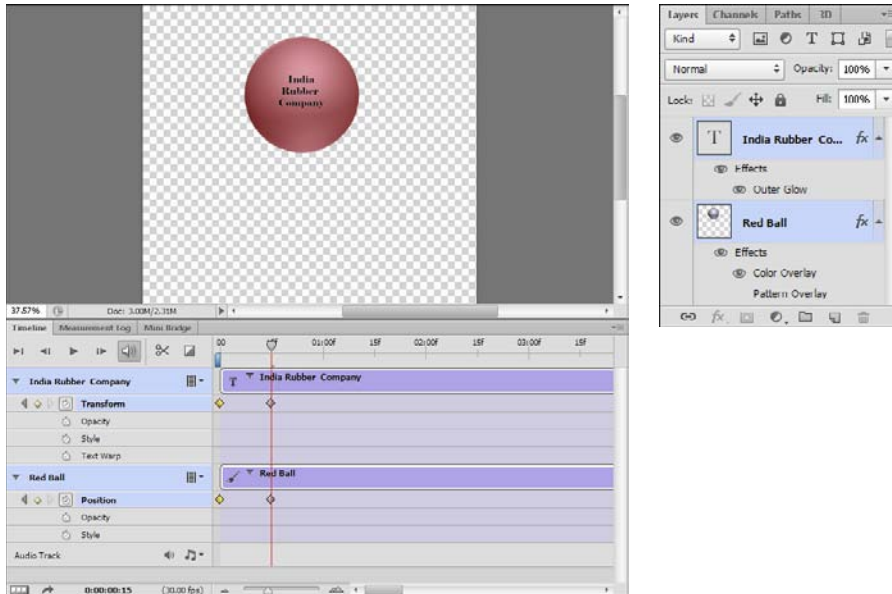 India
Rubber
Company
37.57%
Doc: 3.00M/2.31M
Timeline Measurement Log Mini Bridge
00 15f 01:00f 15f 02:00f 15f 03:00f 15f
India Rubber Company
T India Rubber Company
Transform
Opacity
Style
Text Warp
Red Ball
Red Ball
Position
Opacity
Style
Audio Track
0:00:00:15 (30.00 fps)
Layers Channels Paths 3D
Kind T
Normal Opacity: 100%
Lock: Fill: 100%
T India Rubber Co... fx
Effects
Outer Glow
Red Ball fx
Effects
Color Overlay
Pattern Overlay
fx.